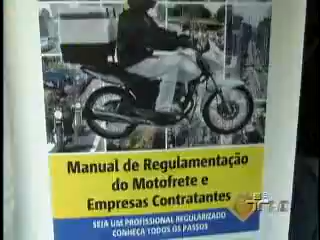 Manual de Regulamentação
do Motofrete e
Empresas Contratantes
SEJA UM PROFISSIONAL REGULARIZADO
CONHEÇA TODOS OS PASSOS